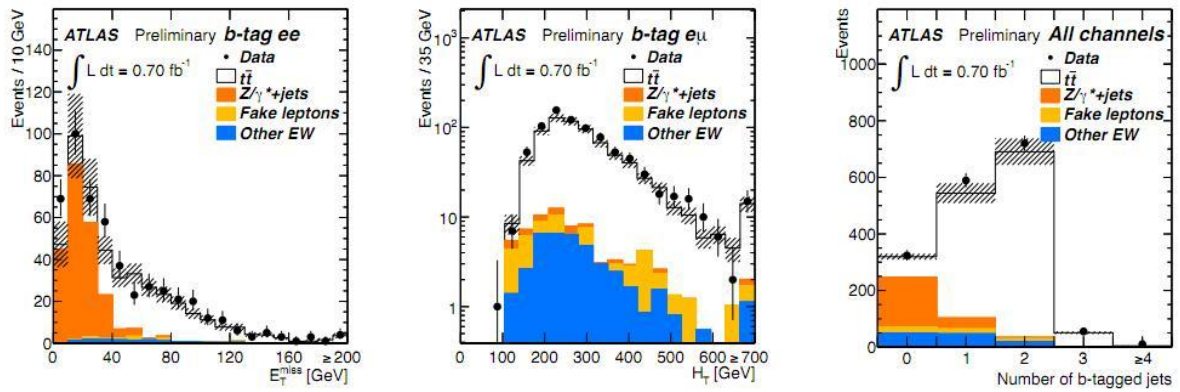 Events / 10 GeV
140
120
100
80
60
40
20
0
ATLAS Preliminary b-tag ee
∫ L dt = 0.70 fb⁻¹
Data
tt̄
Z/γ*+jets
Fake leptons
Other EW
0 40 80 120 ≥ 200
E_T^miss [GeV]
Events / 35 GeV
10²
10
1
ATLAS Preliminary b-tag eμ
∫ L dt = 0.70 fb⁻¹
Data
tt̄
Z/γ*+jets
Fake leptons
Other EW
0 100 200 300 400 500 600 ≥ 700
H_T [GeV]
Events
1000
800
600
400
200
0
ATLAS Preliminary All channels
∫ L dt = 0.70 fb⁻¹
Data
tt̄
Z/γ*+jets
Fake leptons
Other EW
0 1 2 3 ≥4
Number of b-tagged jets